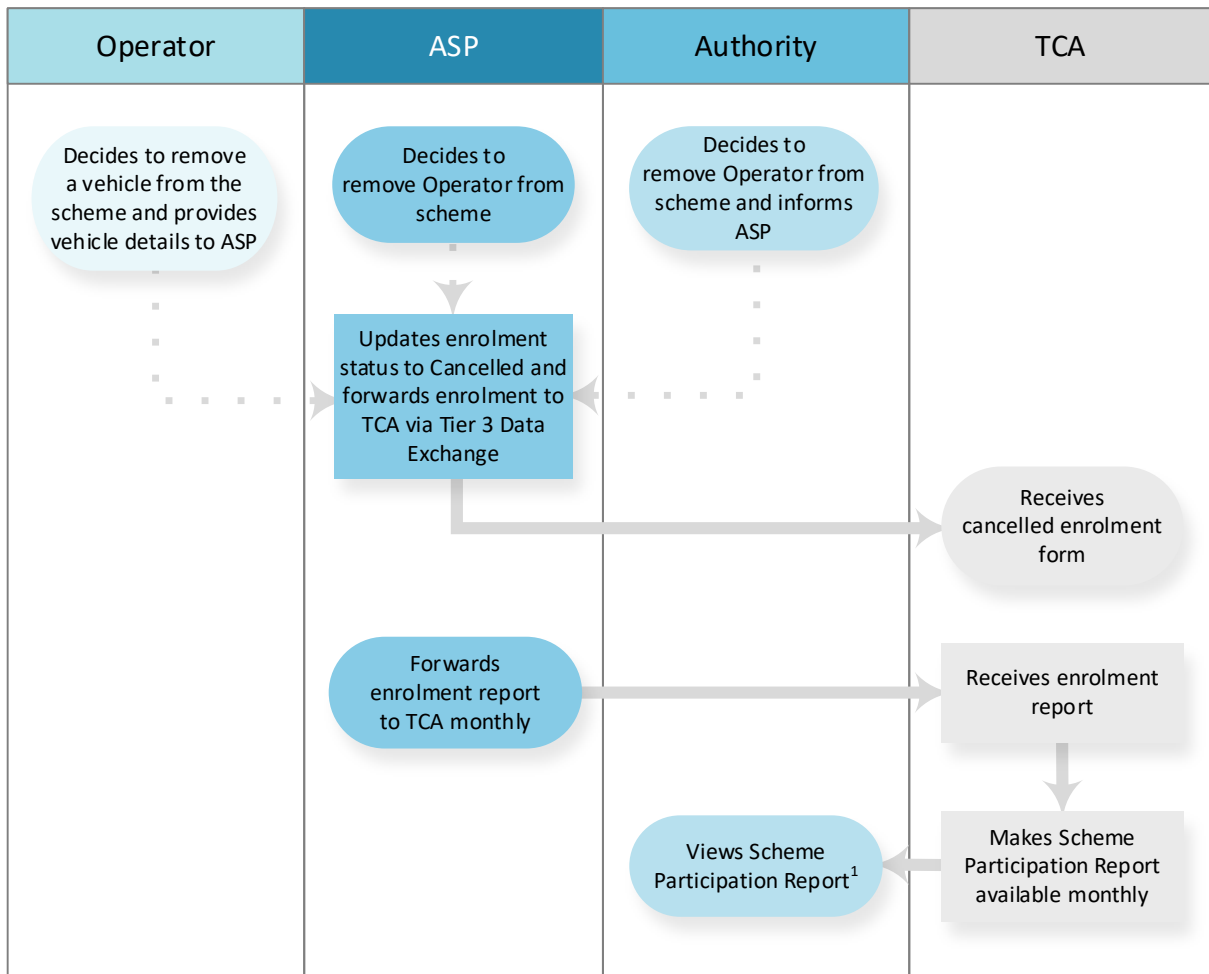 Operator
ASP
Authority
TCA
Decides to remove
a vehicle from the
scheme and provides
vehicle details to ASP
Decides to
remove Operator from
scheme
Decides to
remove Operator from
scheme and informs
ASP
Updates enrolment
status to Cancelled and
forwards enrolment to
TCA via Tier 3 Data
Exchange
Receives
cancelled enrolment
form
Forwards
enrolment report
to TCA monthly
Receives enrolment
report
Views Scheme
Participation Report¹
Makes Scheme
Participation Report
available monthly